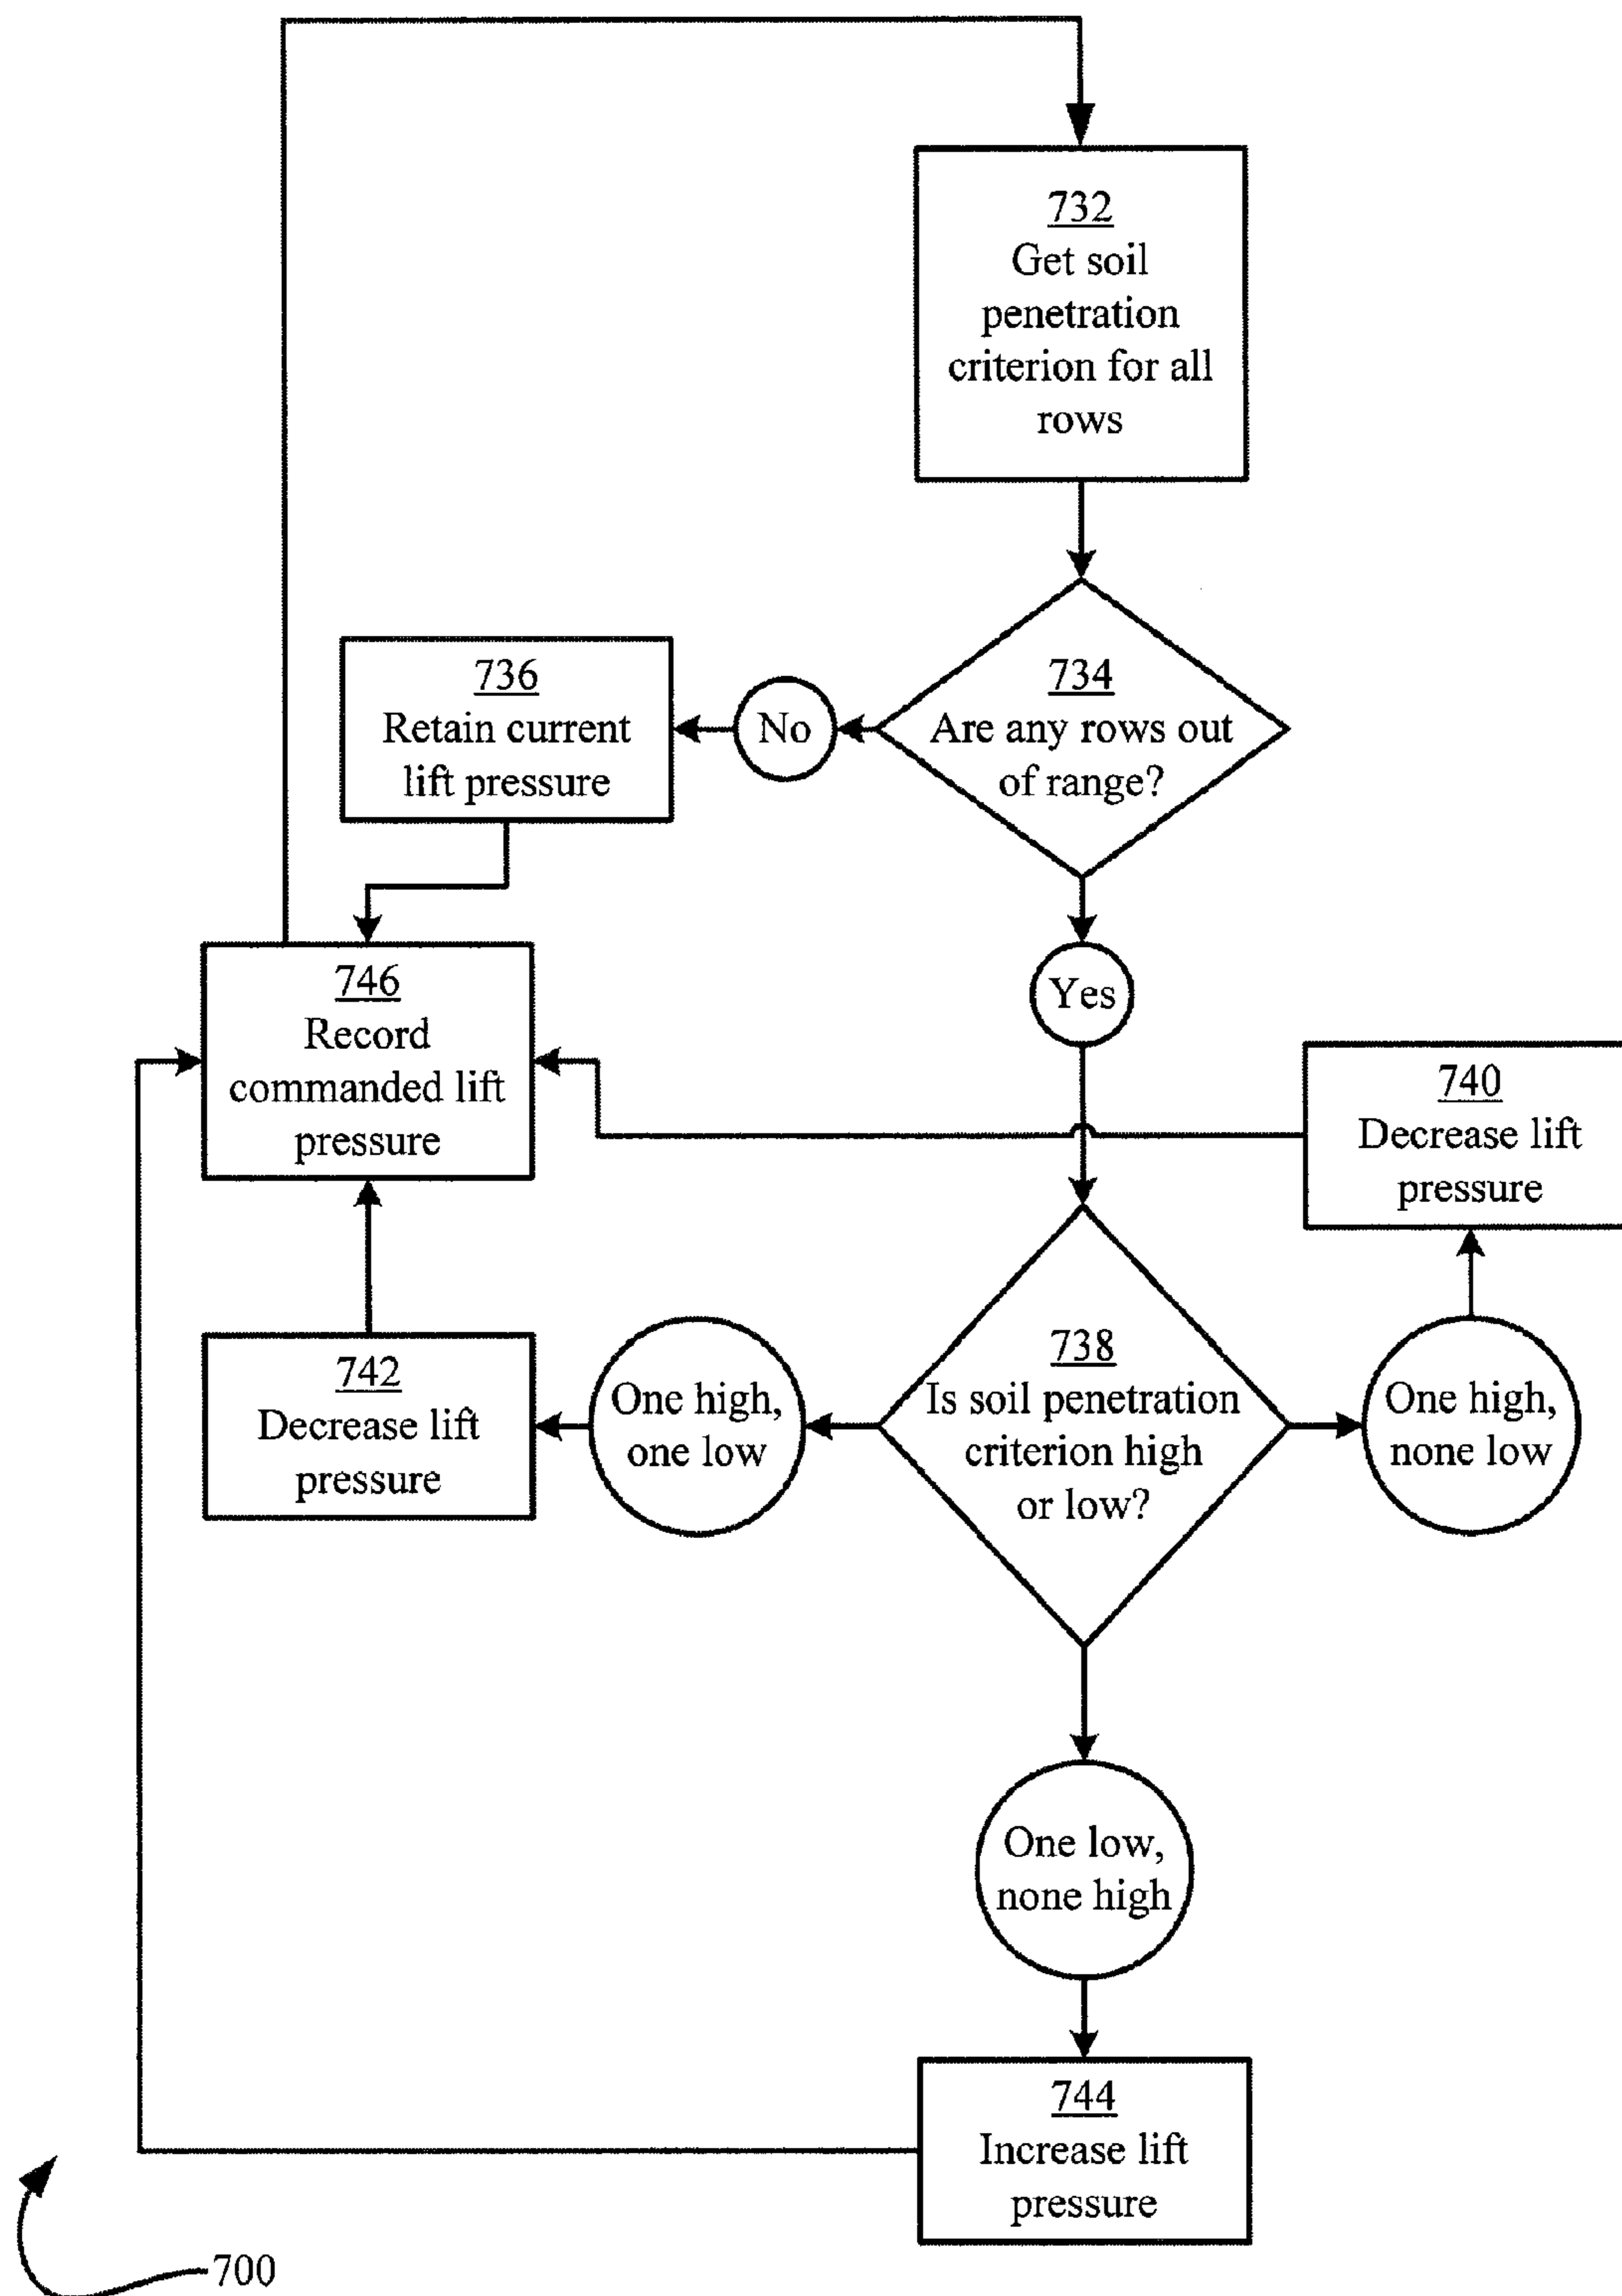 732
Get soil
penetration
criterion for all
rows
734
Are any rows out
of range?
No
736
Retain current
lift pressure
Yes
746
Record
commanded lift
pressure
740
Decrease lift
pressure
738
Is soil penetration
criterion high
or low?
One high,
one low
742
Decrease lift
pressure
One high,
none low
One low,
none high
744
Increase lift
pressure
700